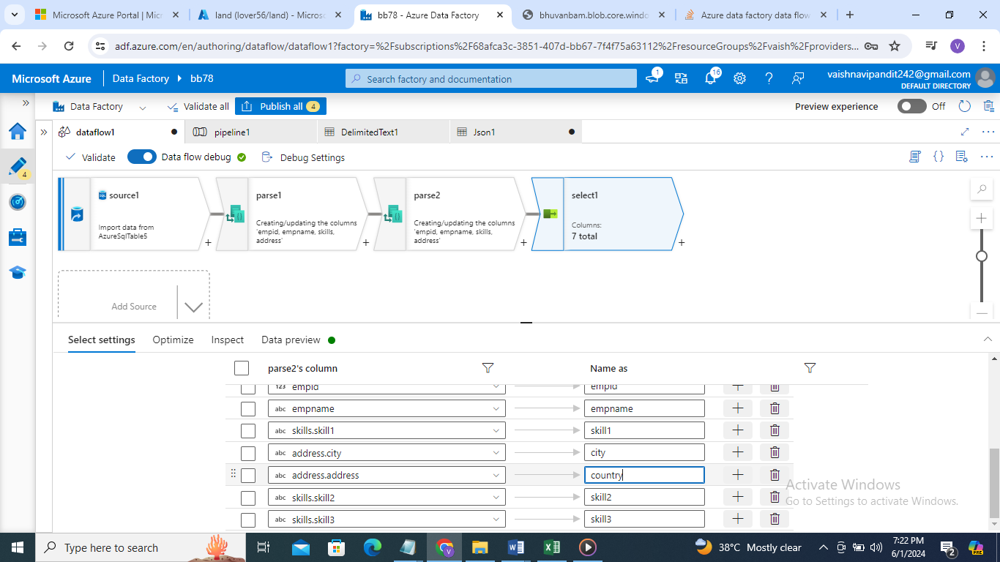 Microsoft Azure Portal | Mic
land (lover56/land) - Micros
bb78 - Azure Data Factory
bhuvanbam.blob.core.windo
Azure data factory data flow
adf.azure.com/en/authoring/dataflow/dataflow1?factory=%2Fsubscriptions%2F68afca3c-3851-407d-bb67-7f4f75a63112%2FresourceGroups%2Fvaish%2Fproviders...
V
Microsoft Azure
Data Factory
bb78
Search factory and documentation
1
16
vaishnavipandit242@gmail.com
DEFAULT DIRECTORY
Data Factory
Validate all
Publish all
4
Preview experience
Off
dataflow1
pipeline1
DelimitedText1
Json1
4
Validate
Data flow debug
Debug Settings
source1
Import data from
AzureSqlTable5
parse1
Creating/updating the columns
'empid, empname, skills,
address'
parse2
Creating/updating the columns
'empid, empname, skills,
address'
select1
Columns:
7 total
Add Source
Select settings
Optimize
Inspect
Data preview
parse2's column
Name as
123 empid
empid
abc empname
empname
abc skills.skill1
skill1
abc address.city
city
abc address.address
country
abc skills.skill2
skill2
abc skills.skill3
skill3
Activate Windows
Go to Settings to activate Windows.
Type here to search
38°C Mostly clear
7:22 PM
6/1/2024
2
PRE